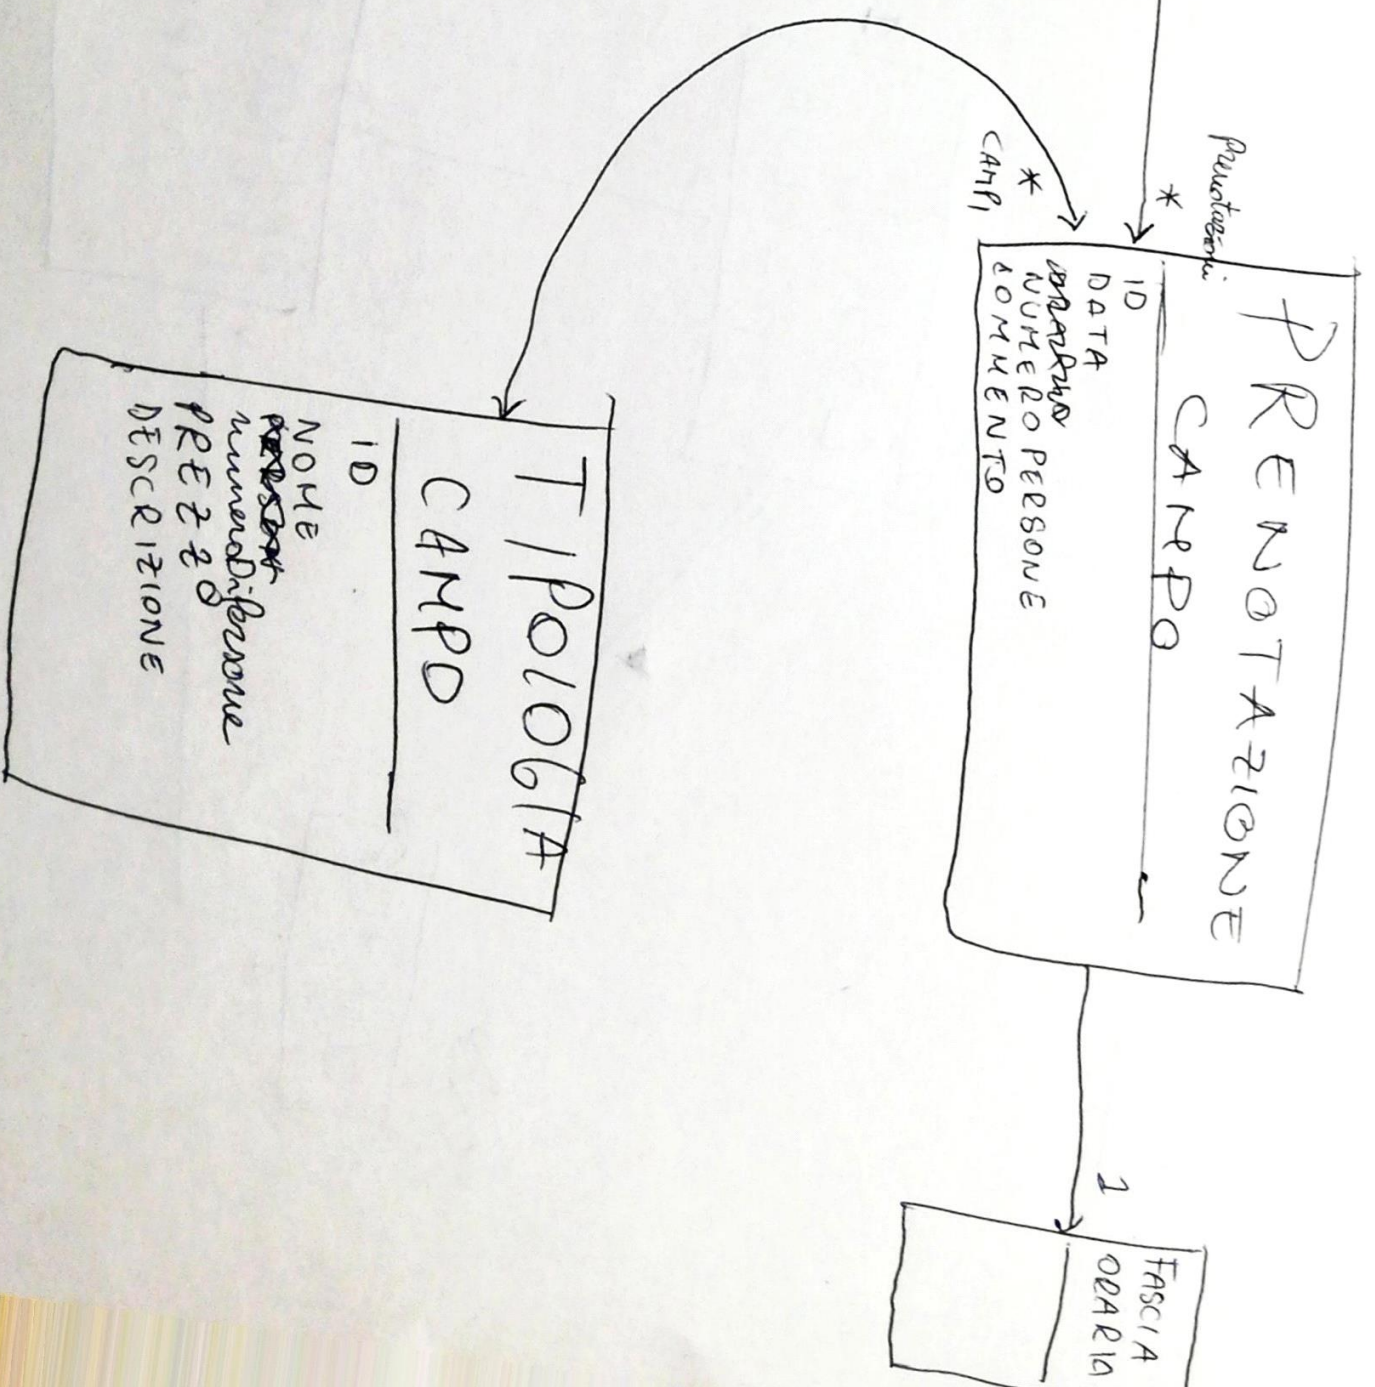 prenotazioni
*
*
CAMPI
PRENOTAZIONE
CAMPO
ID
DATA
NUMERO PERSONE
COMMENTO
1
FASCIA
ORARIA
TIPOLOGIA
CAMPO
ID
NOME
numeroDiPersone
PREZZO
DESCRIZIONE